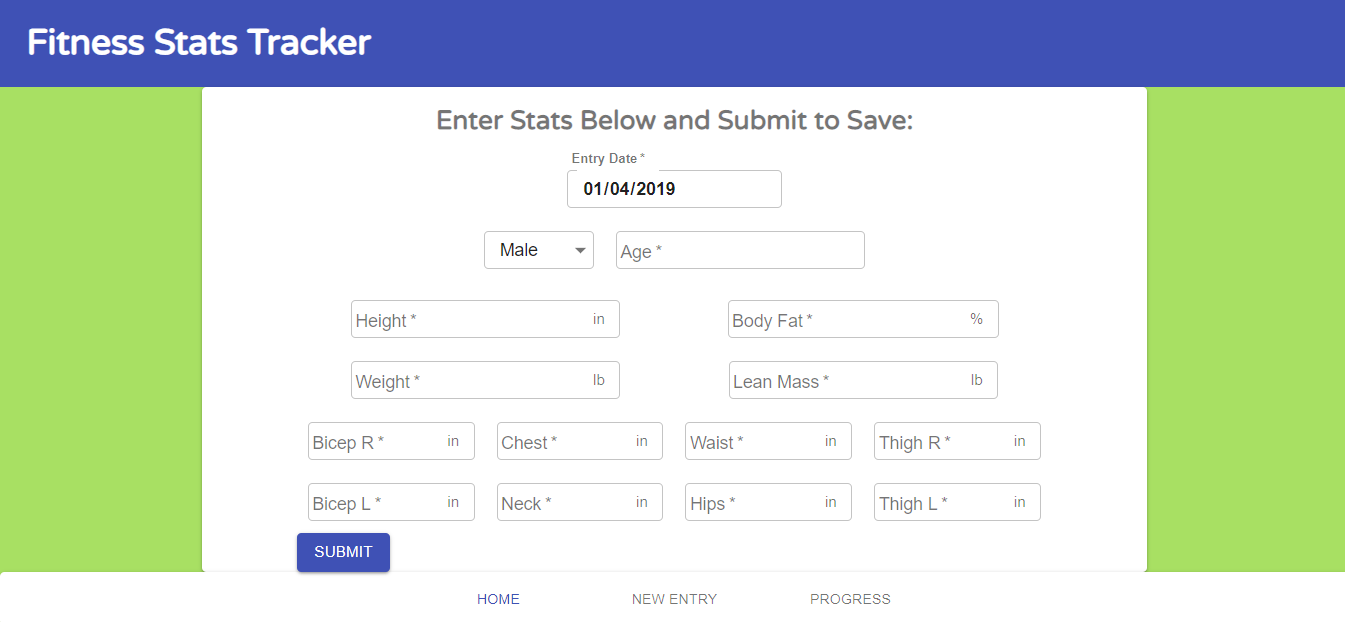 Fitness Stats Tracker
Enter Stats Below and Submit to Save:
Entry Date *
01/04/2019
Male Age *
Height * in Body Fat * %
Weight * lb Lean Mass * lb
Bicep R * in Chest * in Waist * in Thigh R * in
Bicep L * in Neck * in Hips * in Thigh L * in
SUBMIT
HOME NEW ENTRY PROGRESS